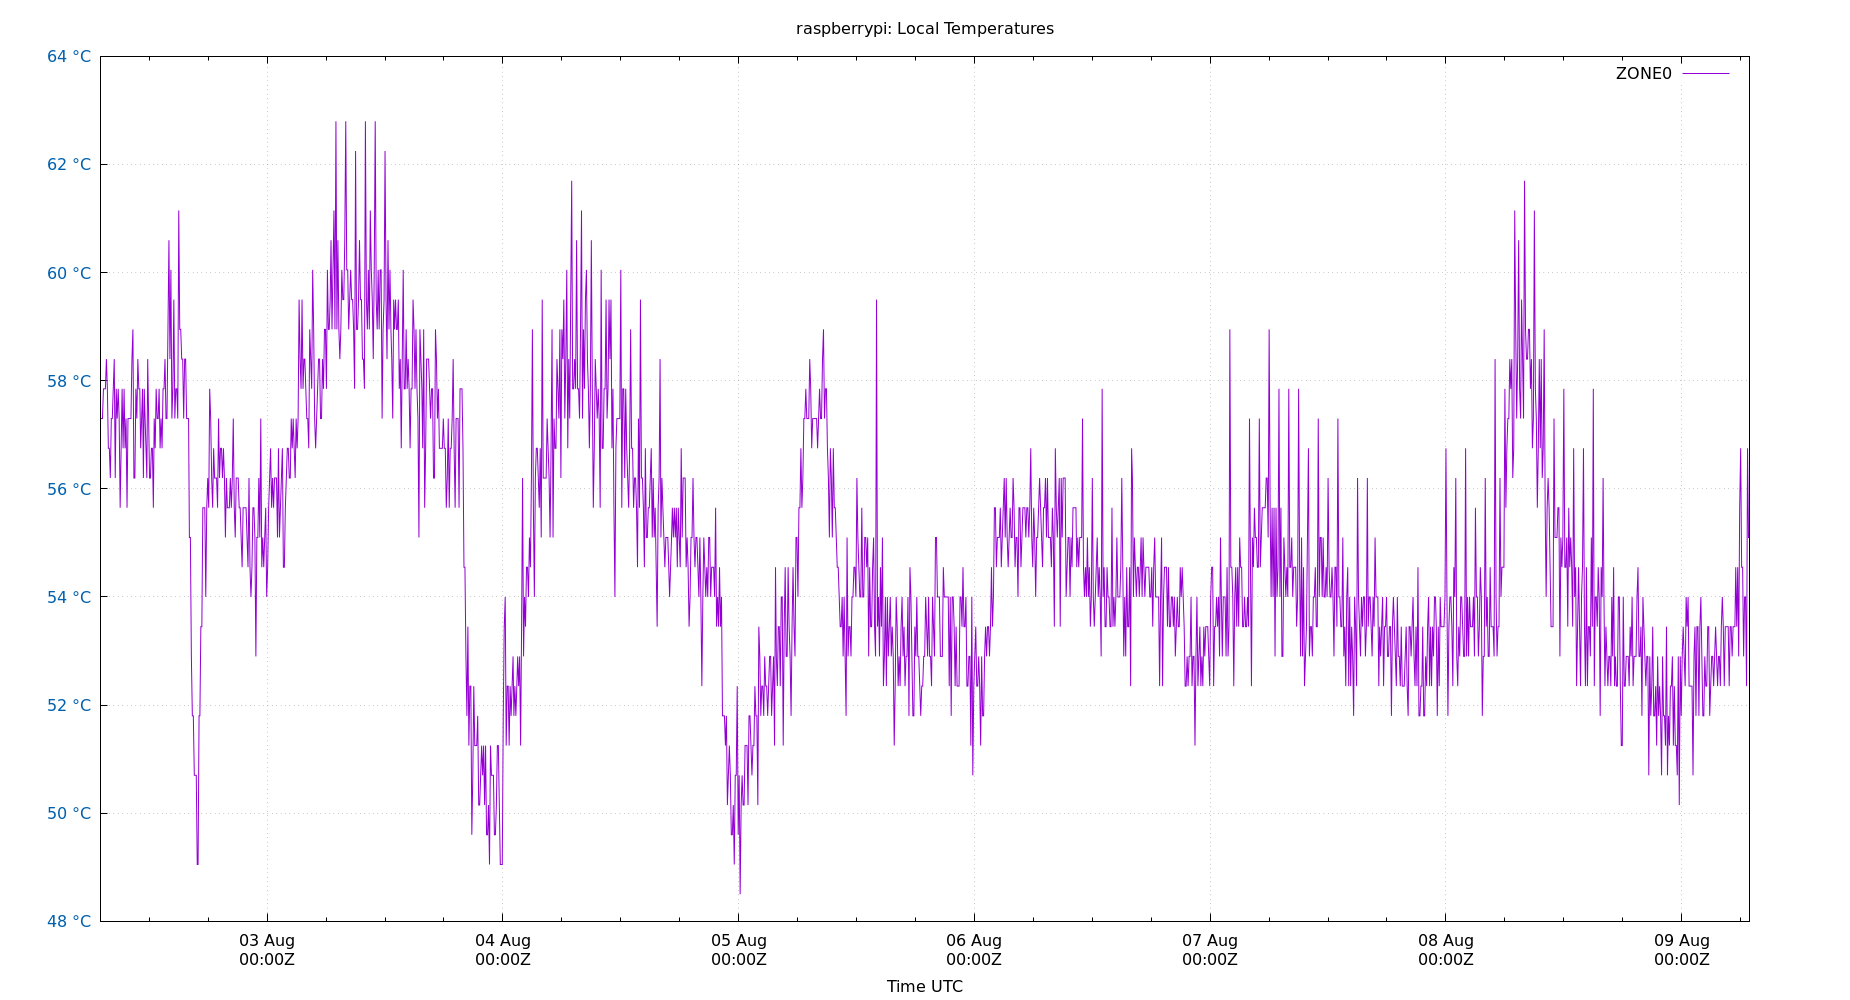 raspberrypi: Local Temperatures
64 °C
ZONE0
62 °C
60 °C
58 °C
56 °C
54 °C
52 °C
50 °C
48 °C
03 Aug 04 Aug 05 Aug 06 Aug 07 Aug 08 Aug 09 Aug
00:00Z 00:00Z 00:00Z 00:00Z 00:00Z 00:00Z 00:00Z
Time UTC